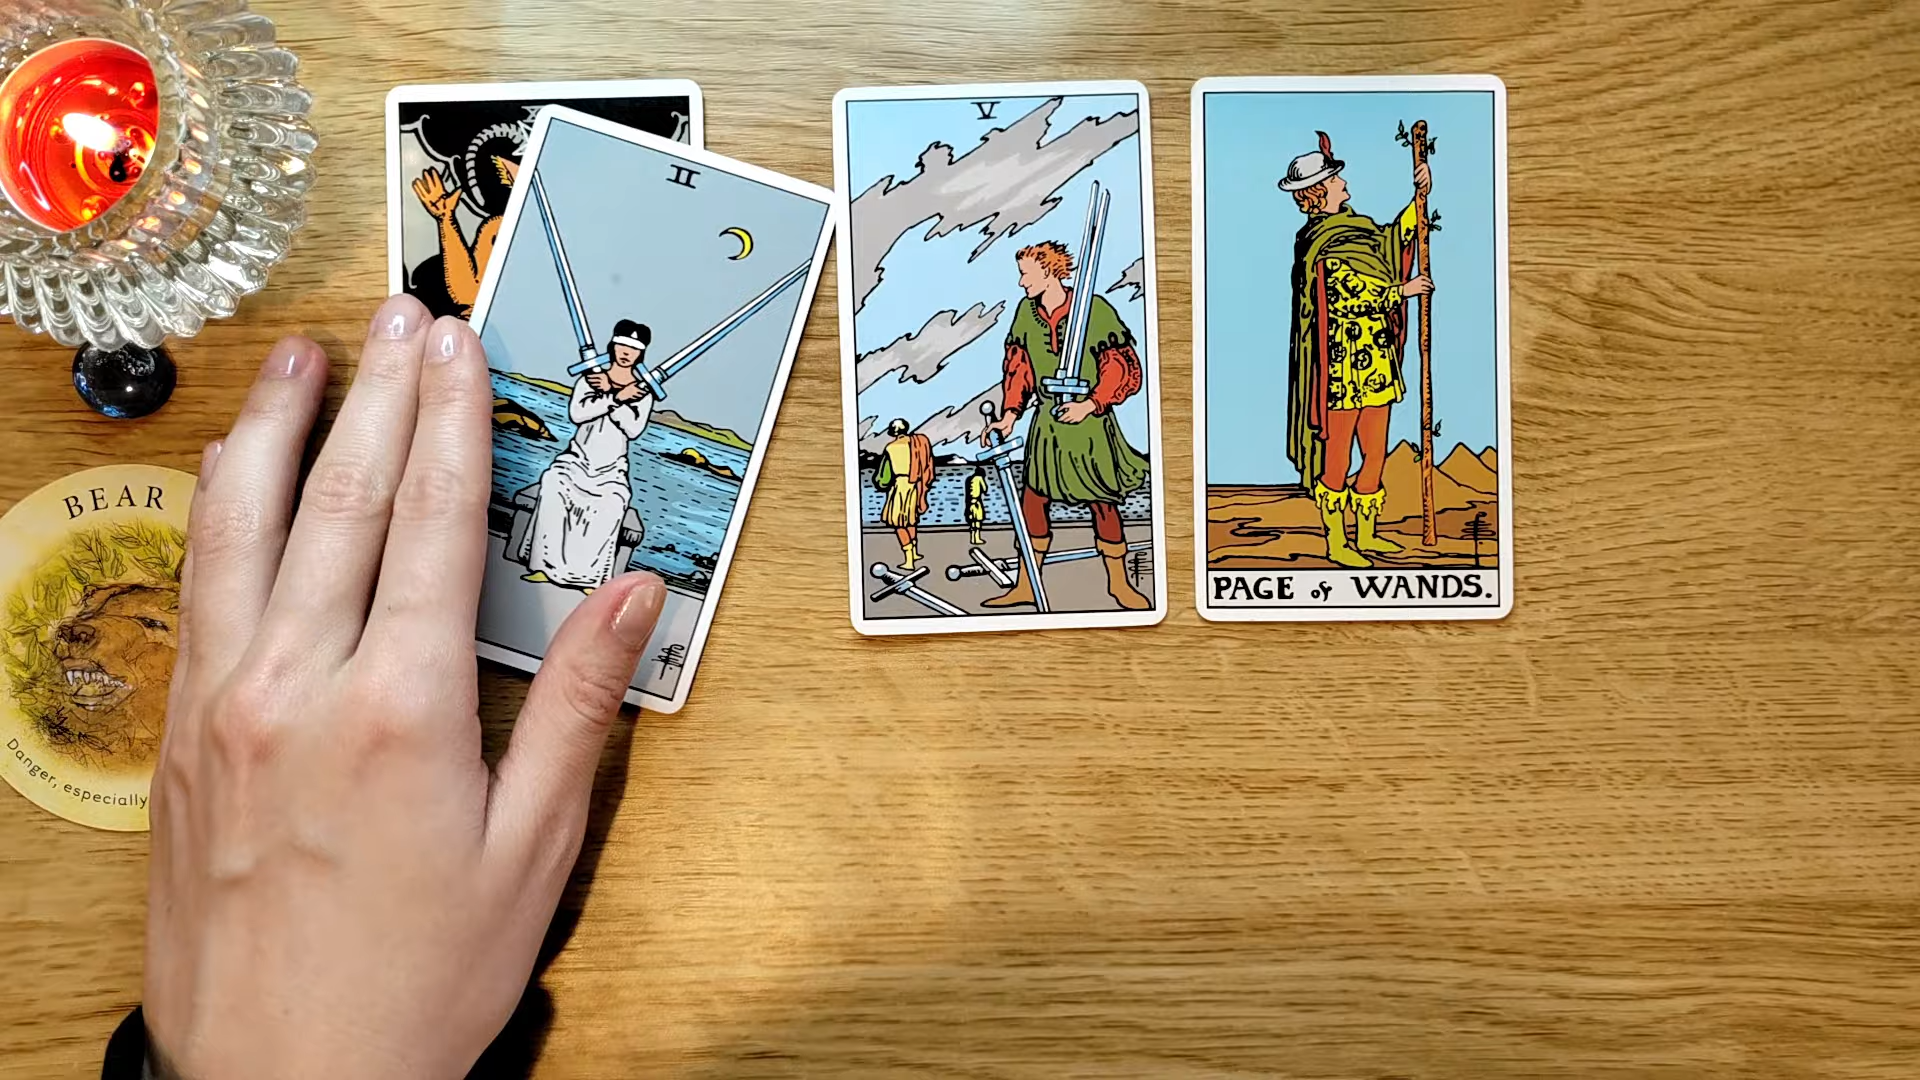 II
V
PAGE of WANDS.
BEAR
Danger, especially